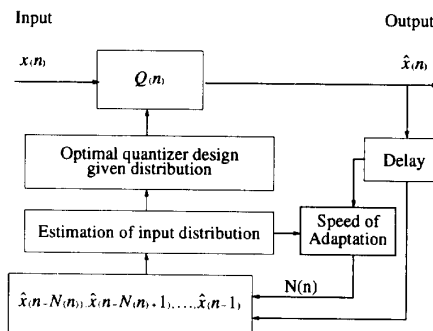 Input
Output
x(n)
Q(n)
x̂(n)
Optimal quantizer design
given distribution
Delay
Estimation of input distribution
Speed of
Adaptation
N(n)
x̂(n-N(n)), x̂(n-N(n)+1),...,x̂(n-1)